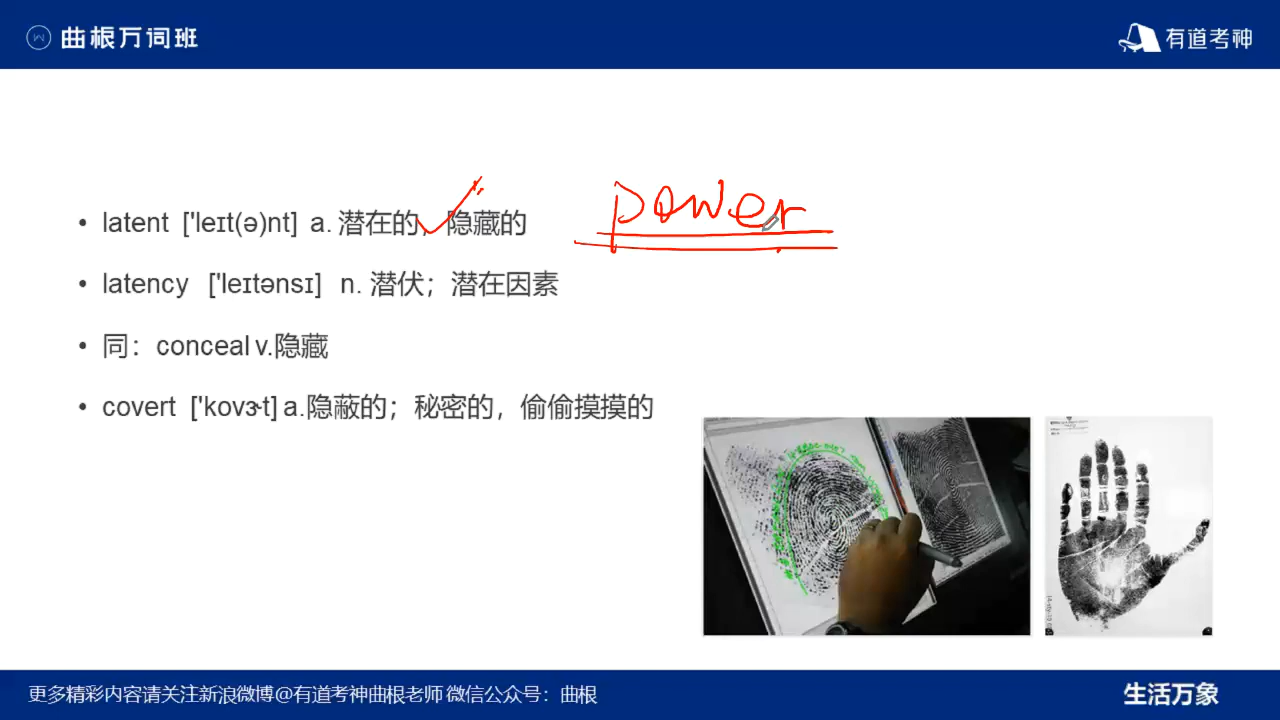 曲根万词班
有道考神
• latent ['leɪt(ə)nt] a. 潜在的，隐藏的
power
• latency ['leɪtənsɪ] n. 潜伏；潜在因素
• 同：conceal v.隐藏
• covert ['kovɝt] a.隐蔽的；秘密的，偷偷摸摸的
更多精彩内容请关注新浪微博@有道考神曲根老师 微信公众号：曲根
生活万象